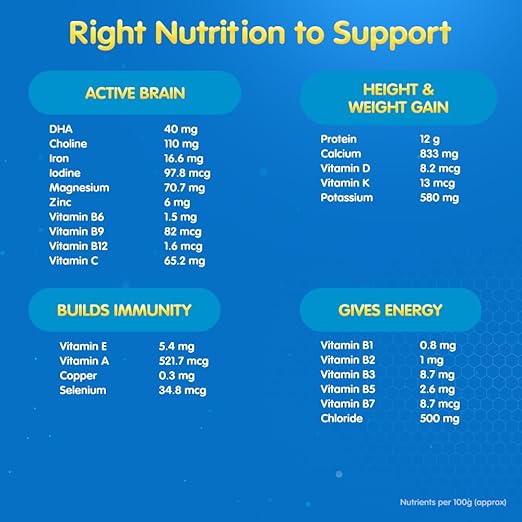 Right Nutrition to Support
ACTIVE BRAIN
DHA 40 mg
Choline 110 mg
Iron 16.6 mg
Iodine 97.8 mcg
Magnesium 70.7 mg
Zinc 6 mg
Vitamin B6 1.5 mg
Vitamin B9 82 mcg
Vitamin B12 1.6 mcg
Vitamin C 65.2 mg
HEIGHT &
WEIGHT GAIN
Protein 12 g
Calcium 833 mg
Vitamin D 8.2 mcg
Vitamin K 13 mcg
Potassium 580 mg
BUILDS IMMUNITY
Vitamin E 5.4 mg
Vitamin A 521.7 mcg
Copper 0.3 mg
Selenium 34.8 mcg
GIVES ENERGY
Vitamin B1 0.8 mg
Vitamin B2 1 mg
Vitamin B3 8.7 mg
Vitamin B5 2.6 mg
Vitamin B7 8.7 mcg
Chloride 500 mg
Nutrients per 100g (approx)